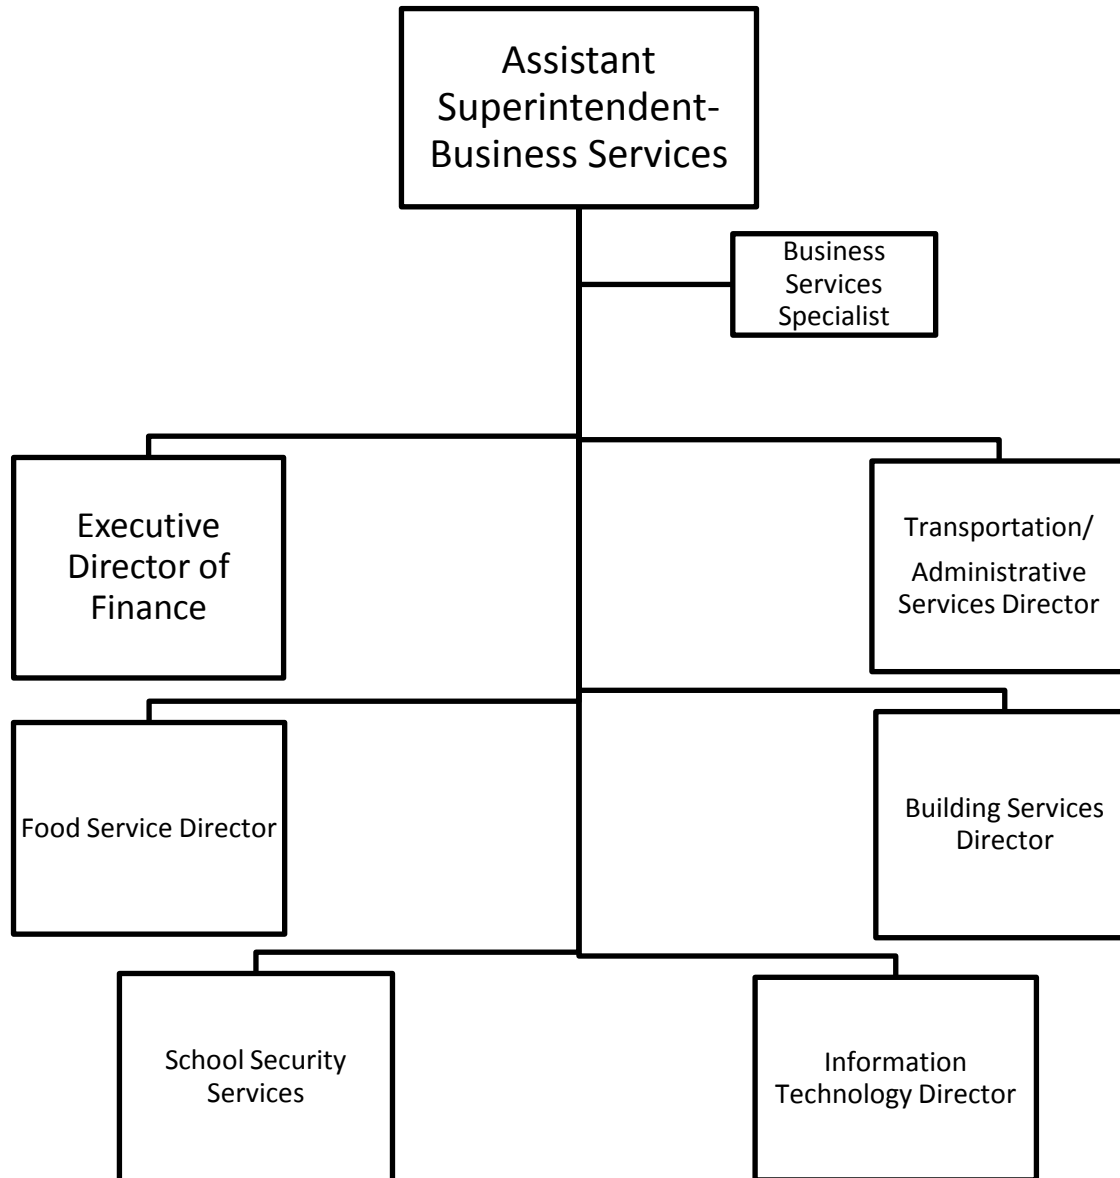 Assistant
Superintendent-
Business Services
Business
Services
Specialist
Executive
Director of
Finance
Transportation/
Administrative
Services Director
Food Service Director
Building Services
Director
School Security
Services
Information
Technology Director